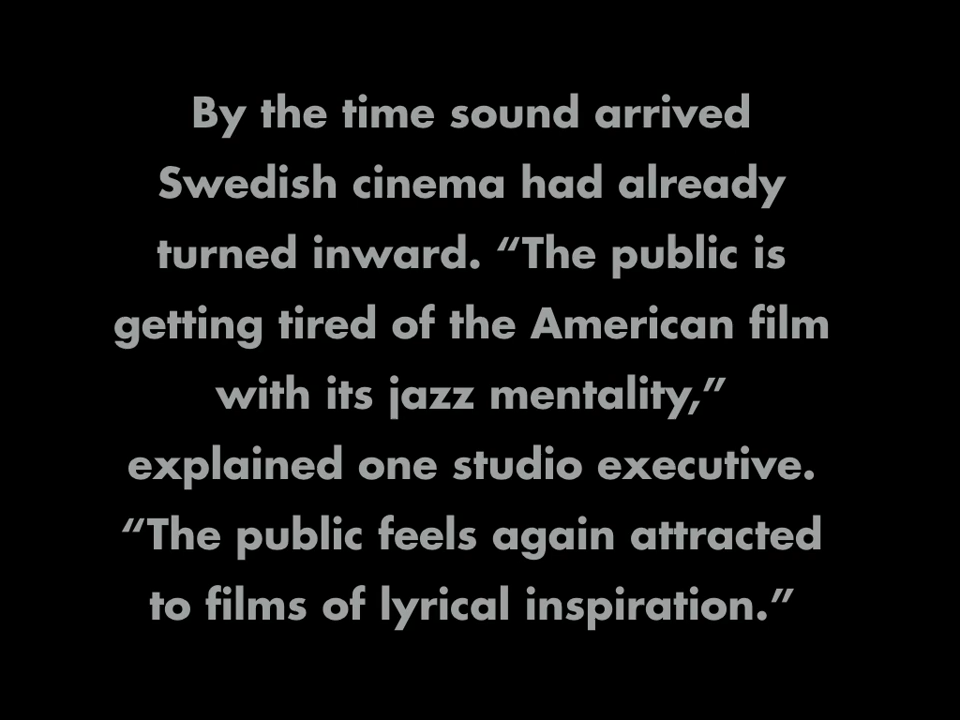 By the time sound arrived
Swedish cinema had already
turned inward. “The public is
getting tired of the American film
with its jazz mentality,”
explained one studio executive.
“The public feels again attracted
to films of lyrical inspiration.”